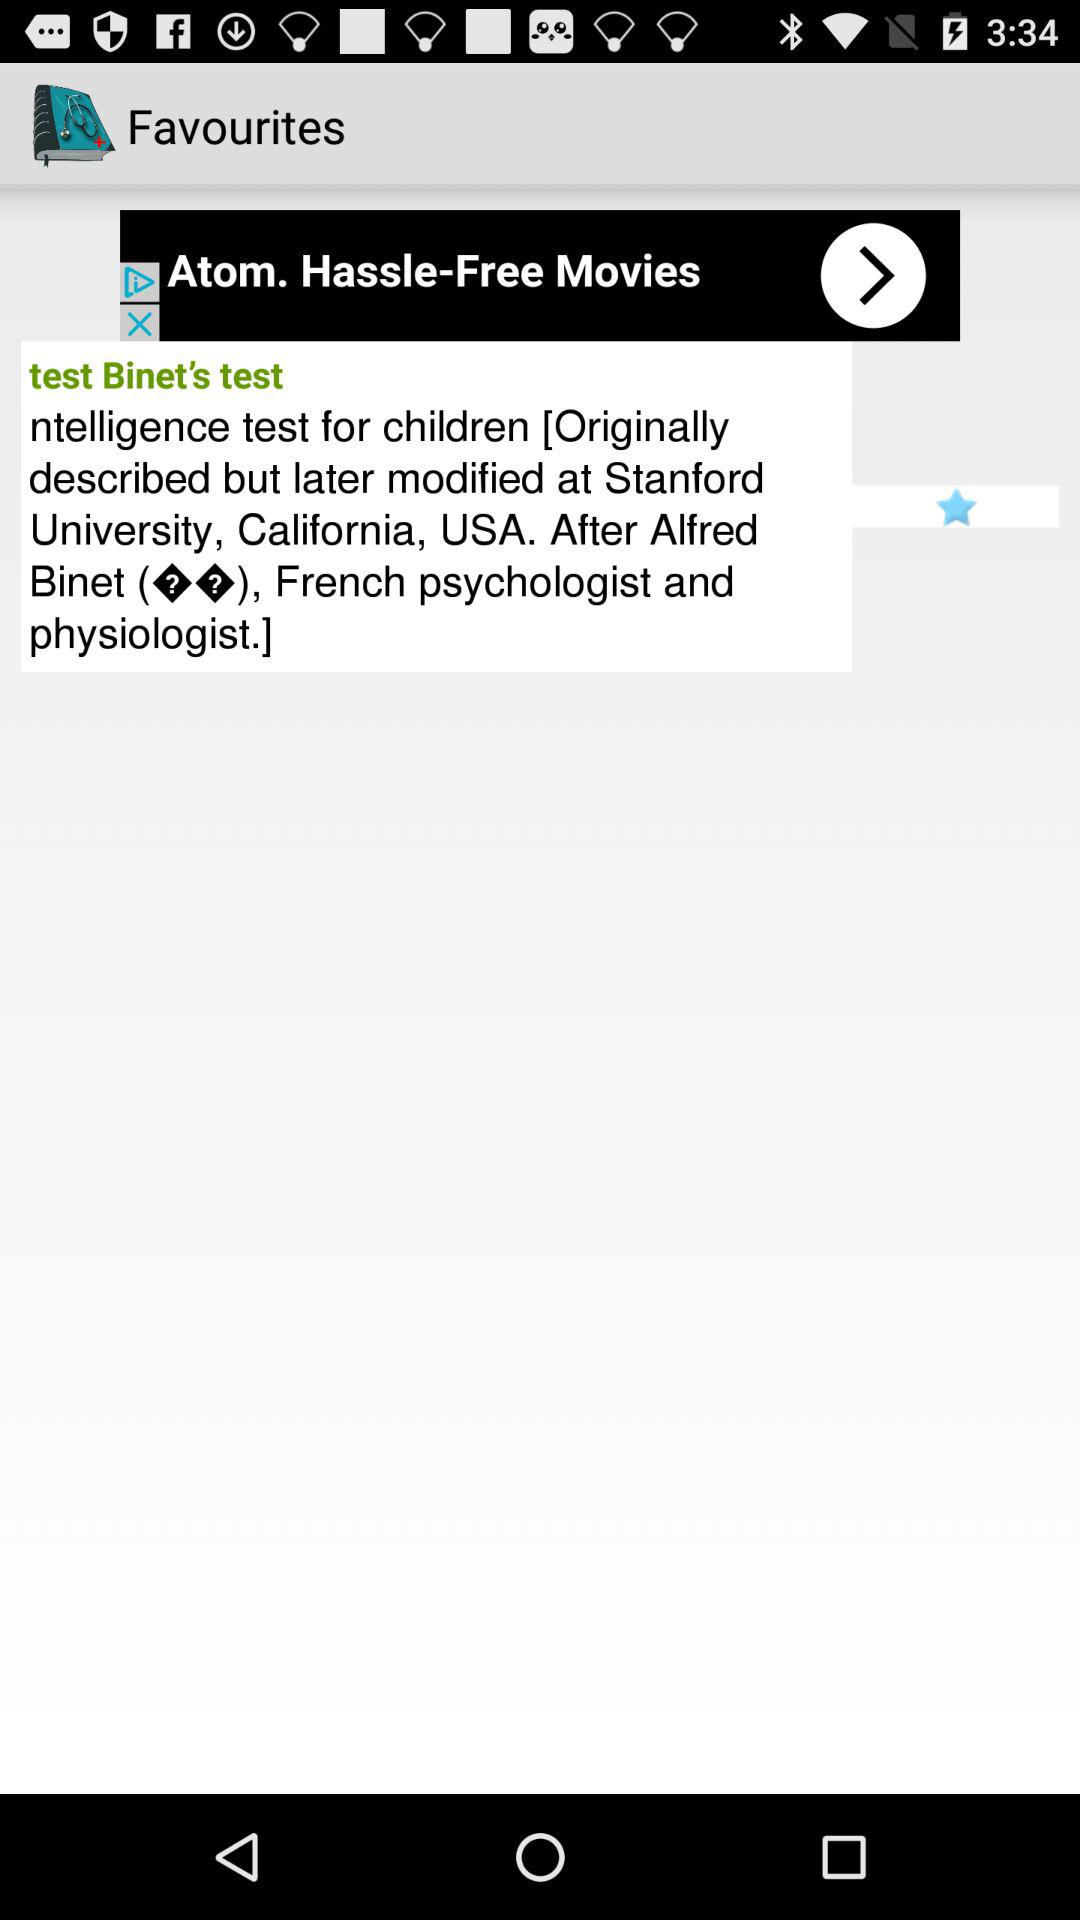 3:34
Favourites
Atom. Hassle-Free Movies
test Binet’s test
ntelligence test for children [Originally
described but later modified at Stanford
University, California, USA. After Alfred
Binet (��), French psychologist and
physiologist.]